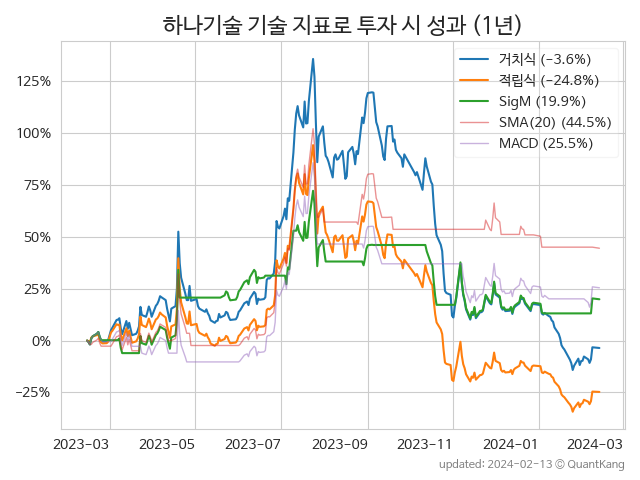 하나기술 기술 지표로 투자 시 성과 (1년)
거치식 (−3.6%)
적립식 (−24.8%)
SigM (19.9%)
SMA(20) (44.5%)
MACD (25.5%)
125%
100%
75%
50%
25%
0%
−25%
2023-03 2023-05 2023-07 2023-09 2023-11 2024-01 2024-03
updated: 2024-02-13 ⓒ QuantKang